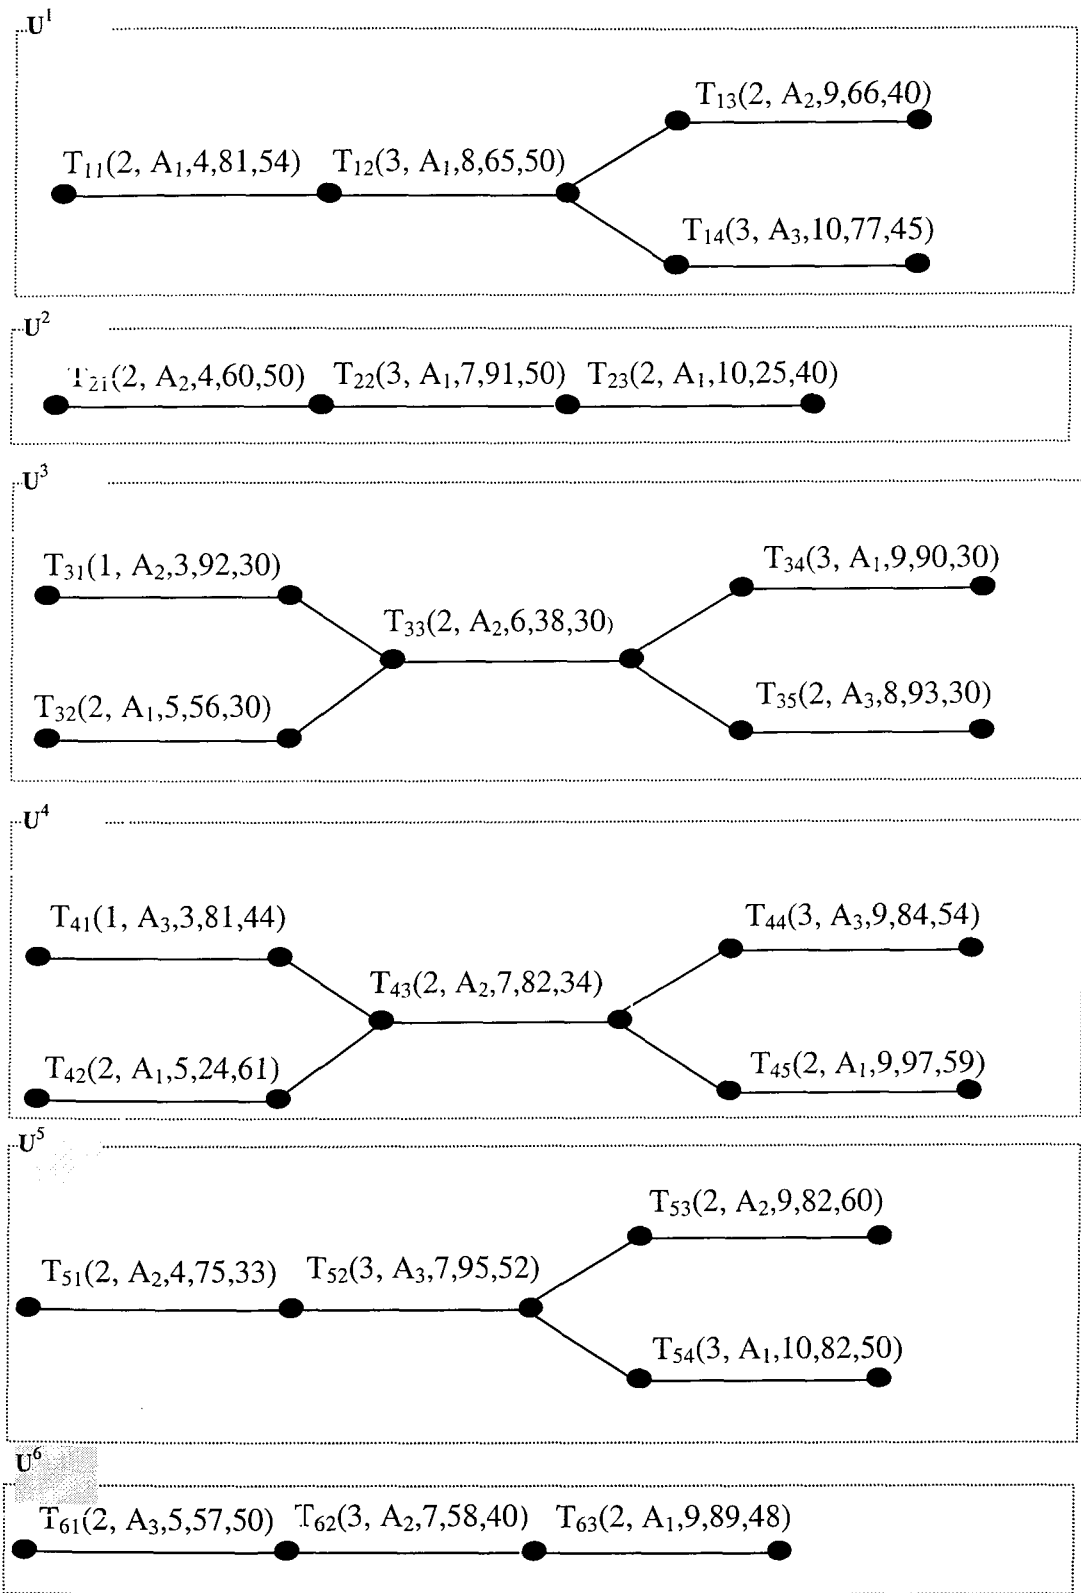 U¹
T₁₃(2, A₂,9,66,40)
T₁₁(2, A₁,4,81,54) T₁₂(3, A₁,8,65,50)
T₁₄(3, A₃,10,77,45)
U²
T₂₁(2, A₂,4,60,50) T₂₂(3, A₁,7,91,50) T₂₃(2, A₁,10,25,40)
U³
T₃₁(1, A₂,3,92,30) T₃₄(3, A₁,9,90,30)
T₃₃(2, A₂,6,38,30)
T₃₂(2, A₁,5,56,30) T₃₅(2, A₃,8,93,30)
U⁴
T₄₁(1, A₃,3,81,44) T₄₄(3, A₃,9,84,54)
T₄₃(2, A₂,7,82,34)
T₄₂(2, A₁,5,24,61) T₄₅(2, A₁,9,97,59)
U⁵
T₅₃(2, A₂,9,82,60)
T₅₁(2, A₂,4,75,33) T₅₂(3, A₃,7,95,52)
T₅₄(3, A₁,10,82,50)
U⁶
T₆₁(2, A₃,5,57,50) T₆₂(3, A₂,7,58,40) T₆₃(2, A₁,9,89,48)